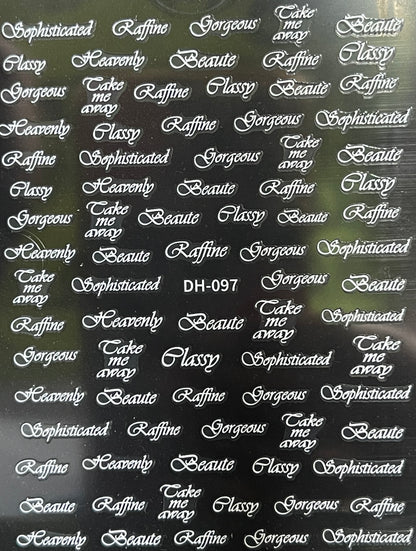 Sophisticated Raffine Gorgeous Take me away Beaute
Classy Heavenly Beaute Raffine Classy
Gorgeous Take me away Raffine Classy Beaute Raffine
Heavenly Classy Raffine Gorgeous Sophisticated
Raffine Sophisticated Gorgeous Take me away Beaute
Classy Heavenly Beaute Raffine Classy
Gorgeous Take me away Beaute Classy Beaute Raffine
Heavenly Beaute Raffine Gorgeous Sophisticated
Take me away Sophisticated DH-097 Gorgeous Beaute
Raffine Heavenly Beaute Take me away Sophisticated
Gorgeous Take me away Classy Sophisticated Take me away
Heavenly Beaute Raffine Gorgeous Sophisticated
Sophisticated Raffine Gorgeous Take me away Beaute
Raffine Heavenly Beaute Classy Sophisticated
Beaute Raffine Take me away Classy Gorgeous Raffine
Heavenly Beaute Raffine Gorgeous Sophisticated